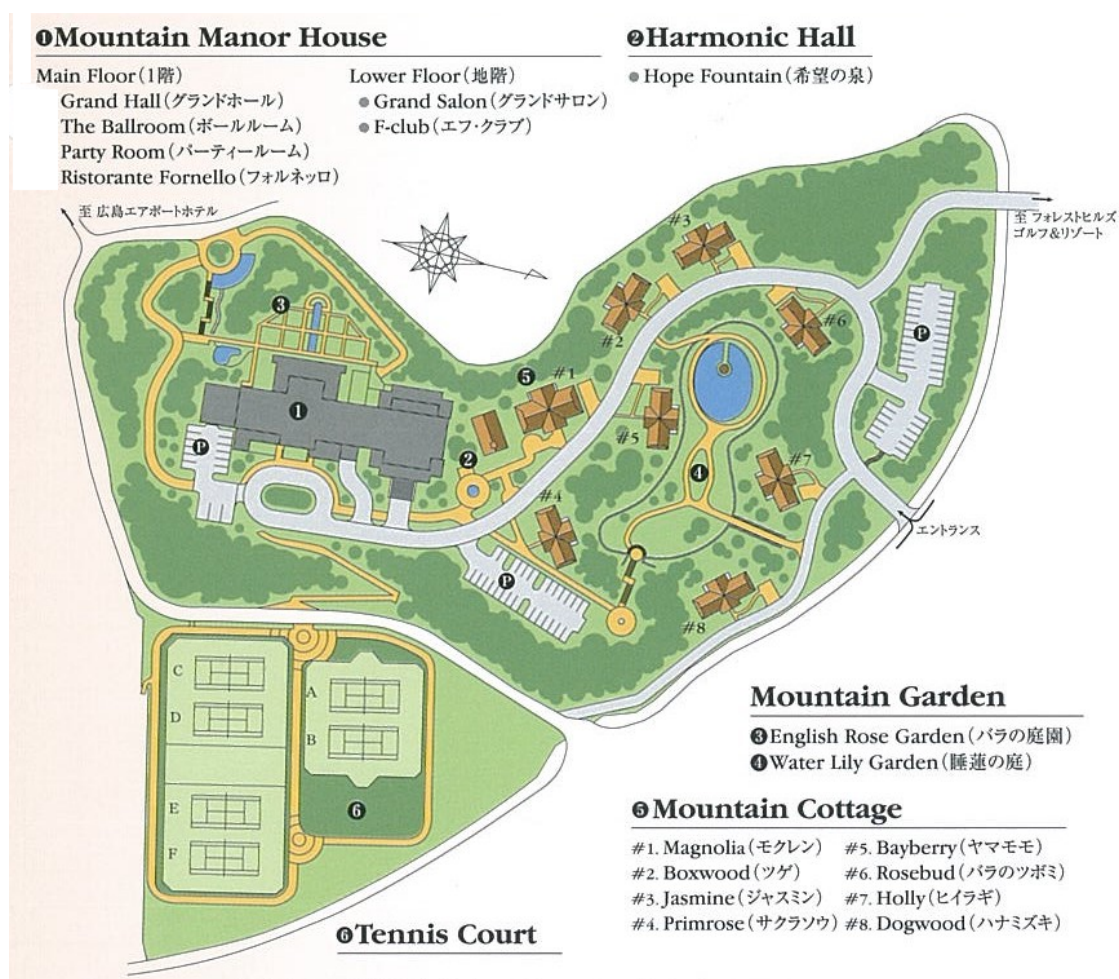 ❶Mountain Manor House
Main Floor(1階)
Grand Hall(グランドホール)
The Ballroom(ボールルーム)
Party Room(パーティールーム)
Ristorante Fornello(フォルネッロ)
Lower Floor(地階)
● Grand Salon(グランドサロン)
● F-club(エフ・クラブ)
❷Harmonic Hall
● Hope Fountain(希望の泉)
至 広島エアポートホテル
至 フォレストヒルズ
ゴルフ&リゾート
#3
❸
#2
#6
P
❺ #1
❶
#5
P
❷
❹
#7
#4
エントランス
P
#8
C
A
D
B
E
❻
F
Mountain Garden
❸English Rose Garden(バラの庭園)
❹Water Lily Garden(睡蓮の庭)
❺Mountain Cottage
#1. Magnolia(モクレン)
#2. Boxwood(ツゲ)
#3. Jasmine(ジャスミン)
#4. Primrose(サクラソウ)
#5. Bayberry(ヤマモモ)
#6. Rosebud(バラのツボミ)
#7. Holly(ヒイラギ)
#8. Dogwood(ハナミズキ)
❻Tennis Court